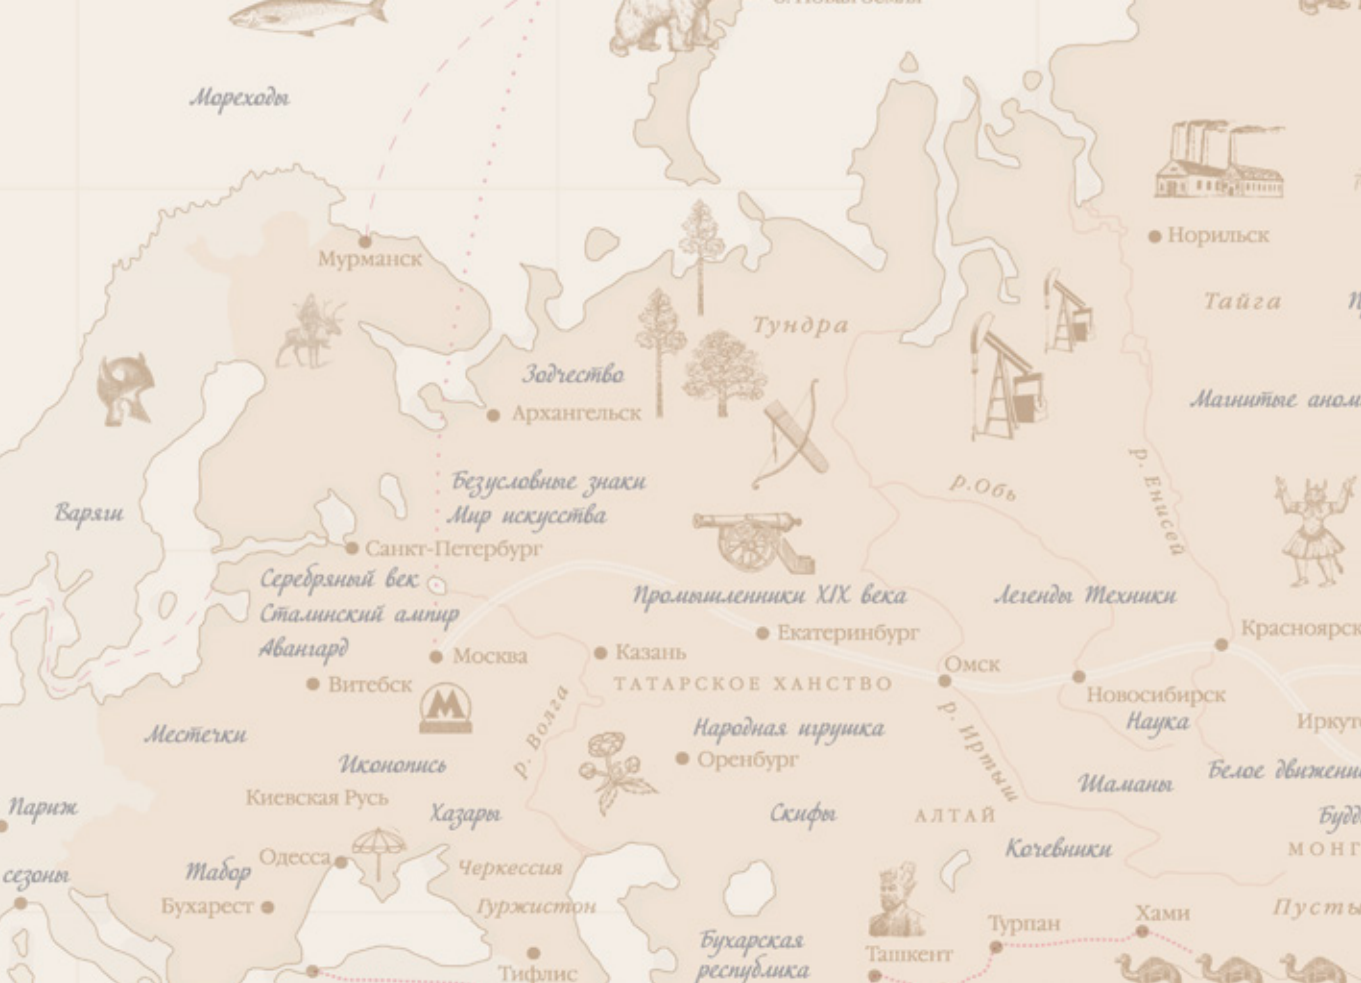 о. Новая Земля
Мореходы
Мурманск
Норильск
Тайга
Тундра
Зодчество
Архангельск
Магнитые аном
р. Енисей
р.Обь
Безусловные знаки
Мир искусства
Варяги
Санкт-Петербург
Серебряный век
Сталинский ампир
Авангард
Промышленники XIX века
Легенды Техники
Екатеринбург
Красноярск
Москва
Казань
Омск
ТАТАРСКОЕ ХАНСТВО
Витебск
М
Новосибирск
Наука
Иркут
р. Волга
р. Иртыш
Местечки
Народная игрушка
Оренбург
Иконопись
Белое движени
Шаманы
Киевская Русь
Париж
Хазары
Скифы
АЛТАЙ
Будд
Кочевники
МОНГ
Одесса
Черкессия
сезоны
Табор
Бухарест
Гуржистон
Пусты
Хами
Турпан
Бухарская
республика
Ташкент
Тифлис